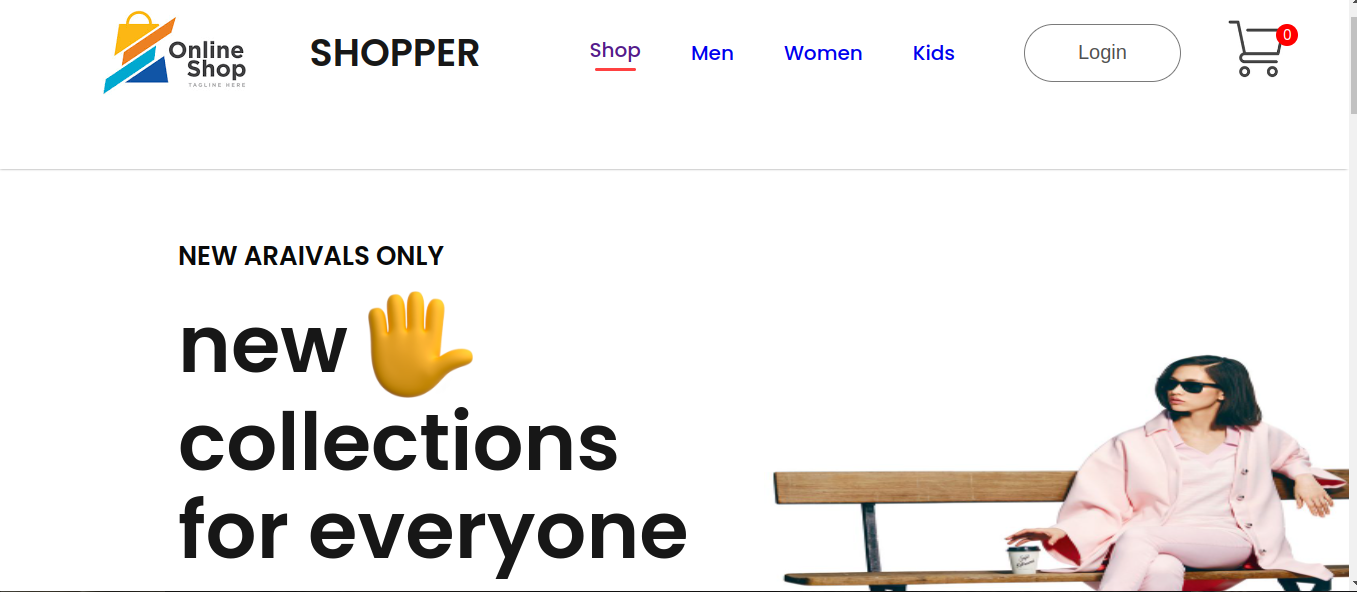 Online
Shop
TAGLINE HERE
SHOPPER
Shop
Men
Women
Kids
Login
0
NEW ARAIVALS ONLY
new
collections
for everyone